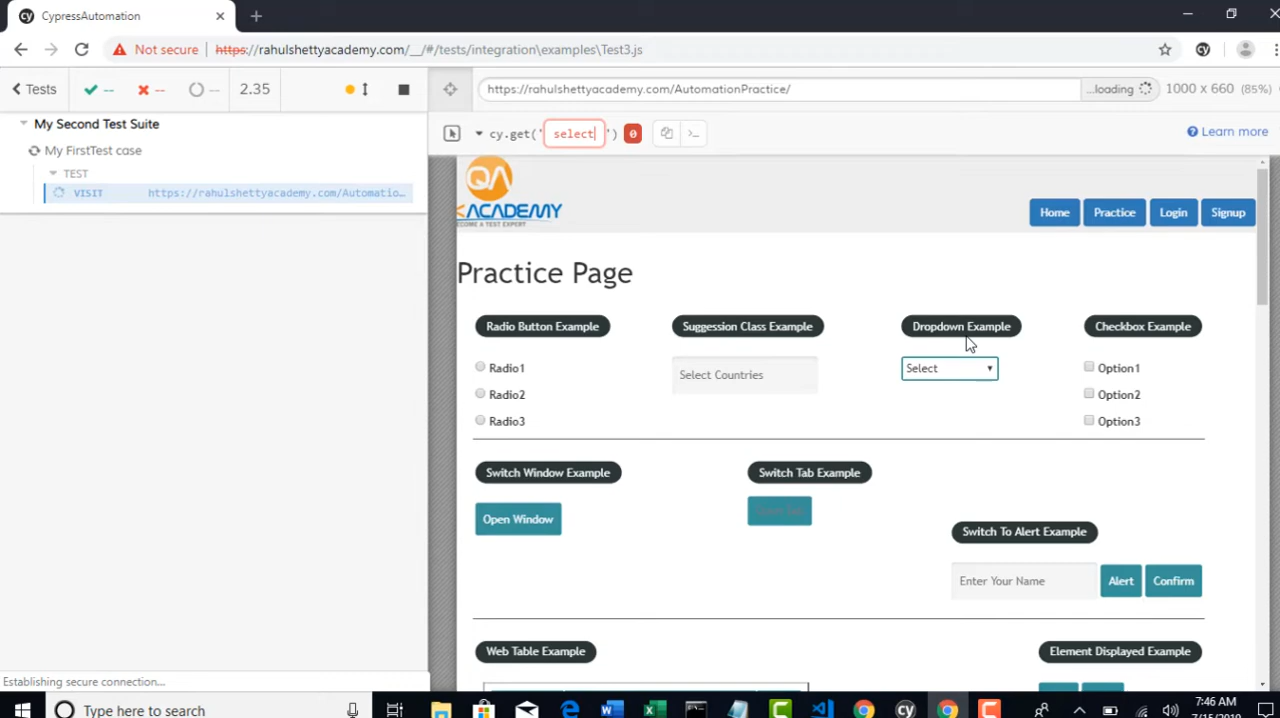 CypressAutomation
Not secure https://rahulshettyacademy.com/__/#/tests/integration\examples\Test3.js
Tests -- -- -- 2.35
https://rahulshettyacademy.com/AutomationPractice/ ...loading 1000 x 660 (85%)
My Second Test Suite
cy.get(' select ') 0
Learn more
My FirstTest case
TEST
VISIT https://rahulshettyacademy.com/Automatio...
QA
ACADEMY
ECOME A TEST EXPERT
Home Practice Login Signup
Practice Page
Radio Button Example Suggession Class Example Dropdown Example Checkbox Example
Radio1 Select Countries Select Option1
Radio2 Option2
Radio3 Option3
Switch Window Example Switch Tab Example
Open Window
Switch To Alert Example
Enter Your Name Alert Confirm
Web Table Example Element Displayed Example
Establishing secure connection...
Type here to search
7:46 AM